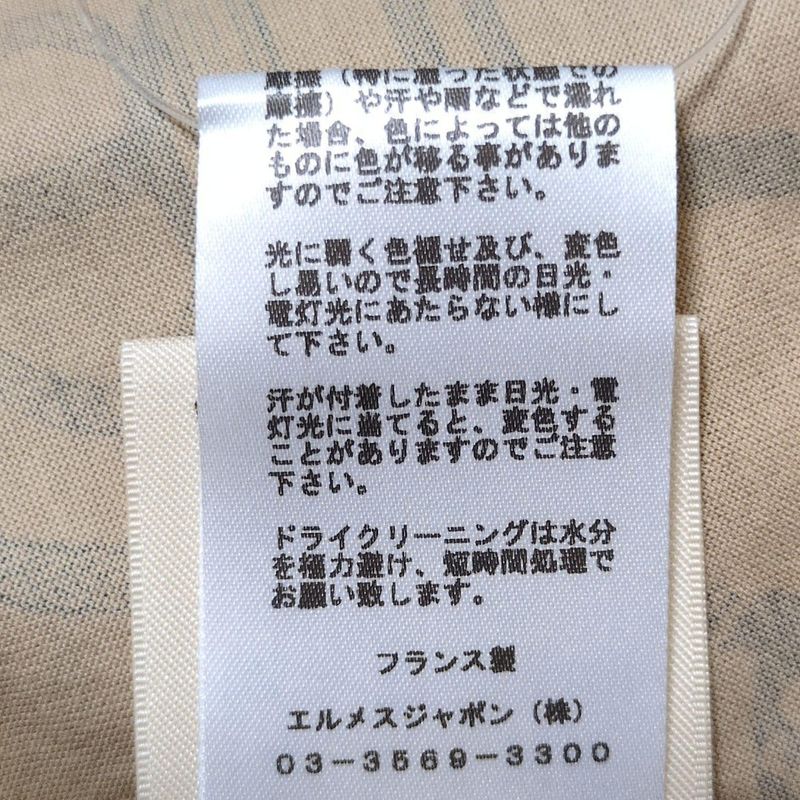 摩擦（特に湿った状態での
摩擦）や汗や雨などで濡れ
た場合、色によっては他の
ものに色が移る事がありま
すのでご注意下さい。
光に弱く色褪せ及び、変色
し易いので長時間の日光・
電灯光にあたらない様にし
て下さい。
汗が付着したまま日光・電
灯光に当てると、変色する
ことがありますのでご注意
下さい。
ドライクリーニングは水分
を極力避け、短時間処理で
お願い致します。
フランス製
エルメスジャポン（株）
03－3569－3300